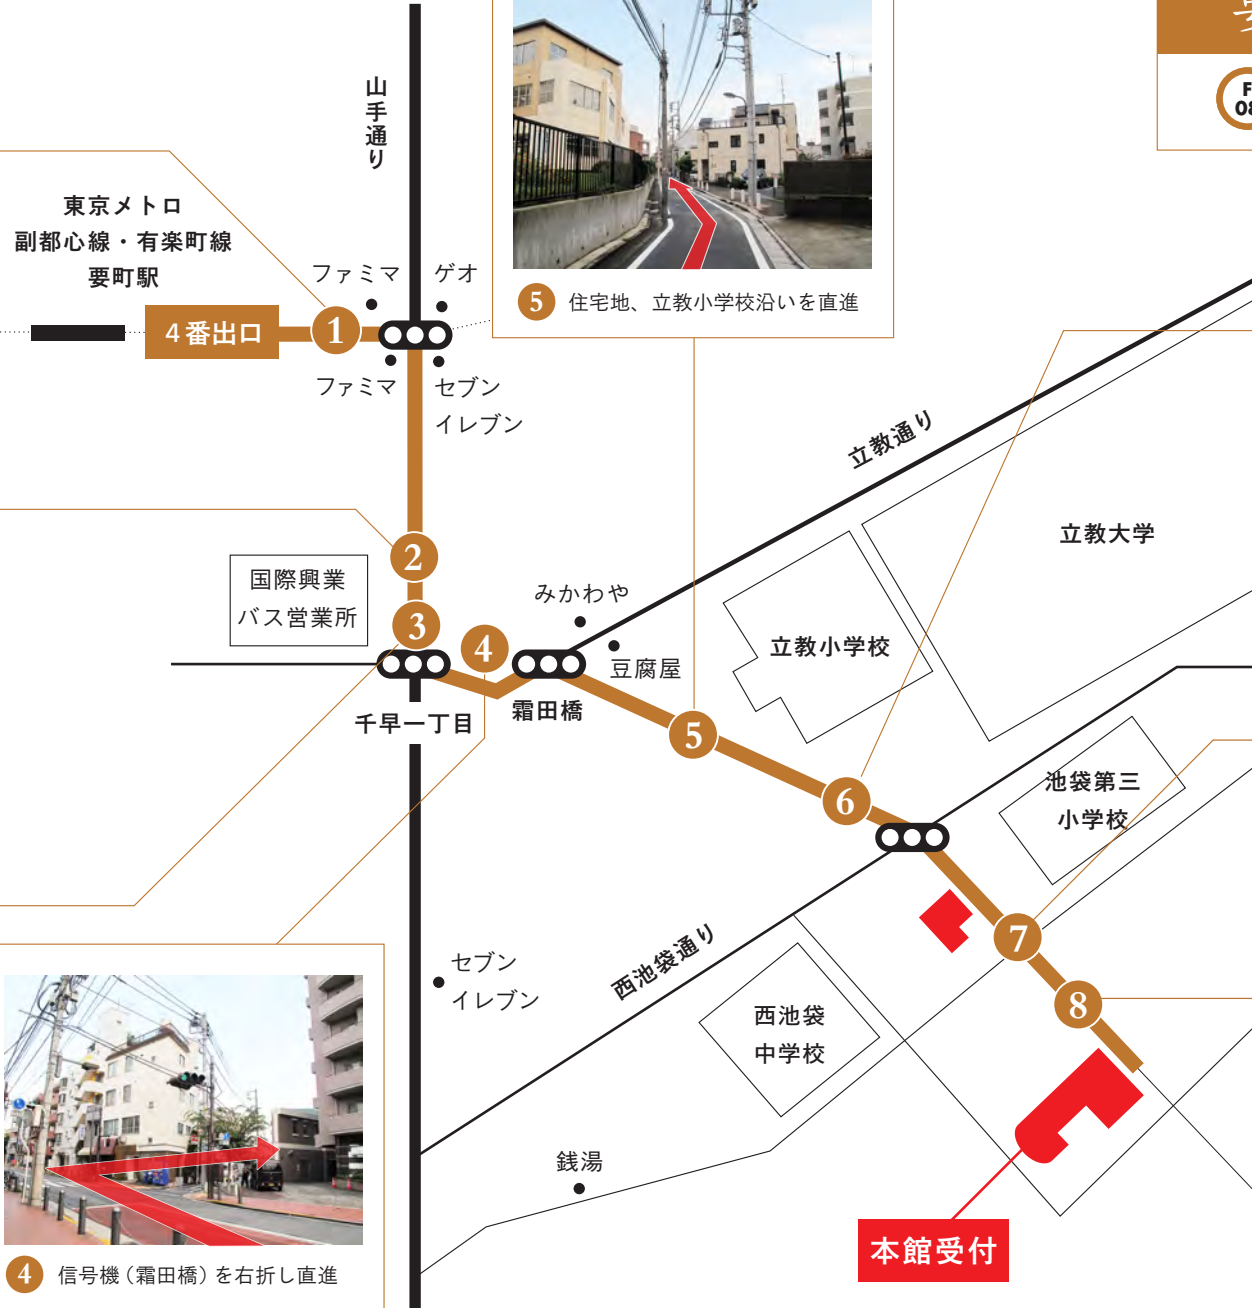 山手通り
東京メトロ
副都心線・有楽町線
要町駅
4番出口
1
ファミマ
ゲオ
ファミマ
セブン
イレブン
5 住宅地、立教小学校沿いを直進
立教通り
立教大学
2
国際興業
バス営業所
3
4
みかわや
豆腐屋
立教小学校
千早一丁目
霜田橋
5
6
池袋第三
小学校
7
8
西池袋通り
セブン
イレブン
西池袋
中学校
銭湯
本館受付
4 信号機(霜田橋)を右折し直進